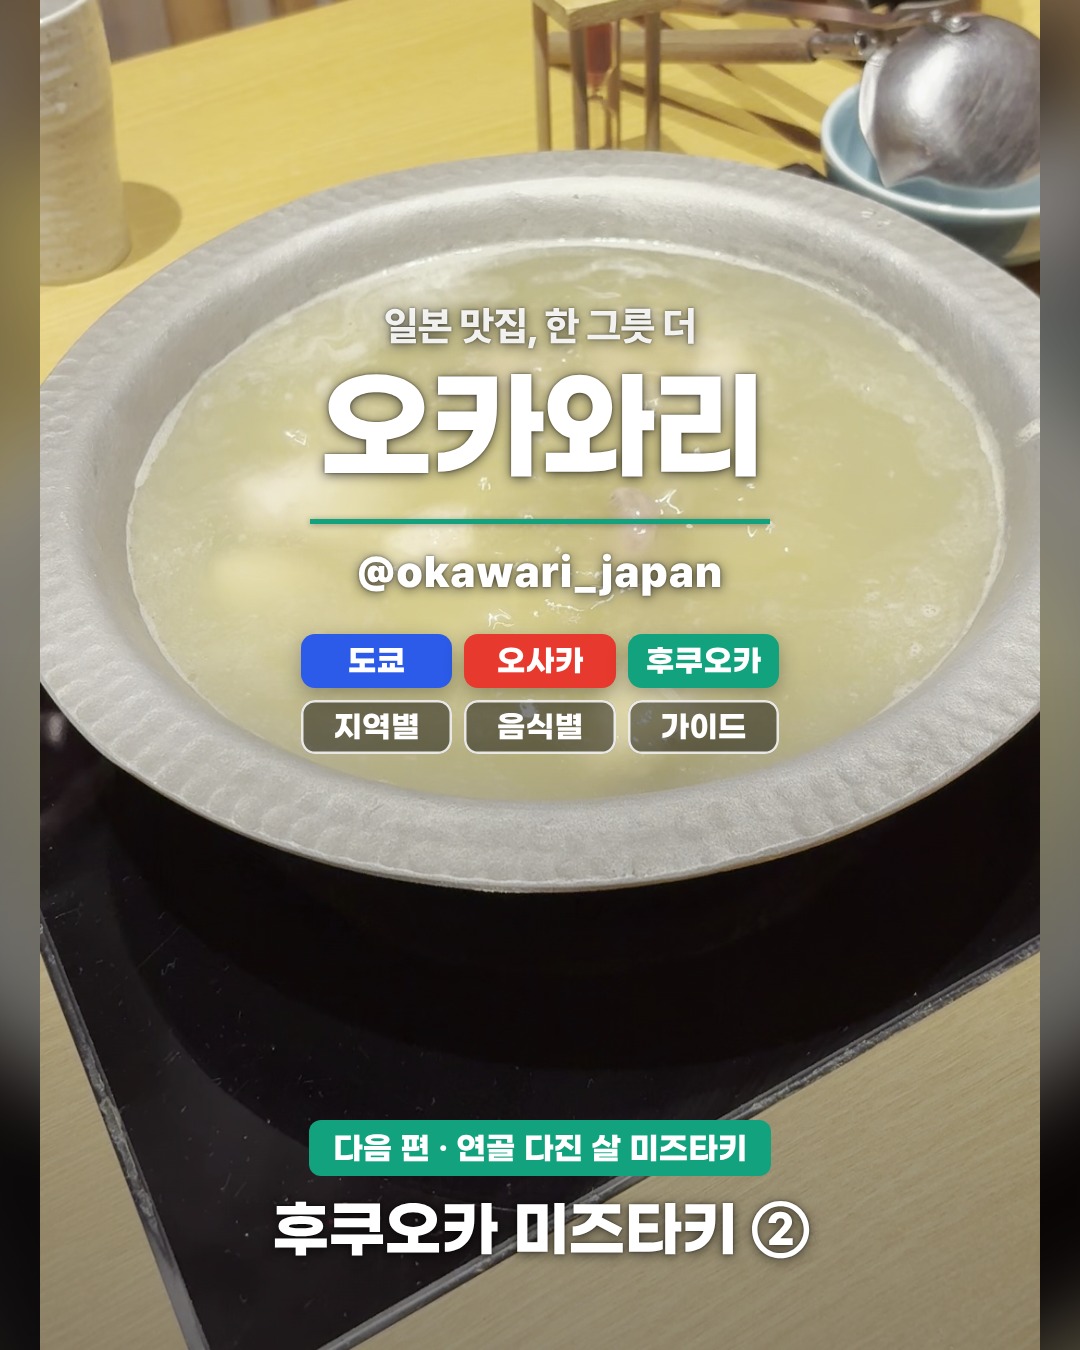 일본 맛집, 한 그릇 더
오카와리
@okawari_japan
도쿄 오사카 후쿠오카
지역별 음식별 가이드
다음 편 · 연골 다진 살 미즈타키
후쿠오카 미즈타키 ②